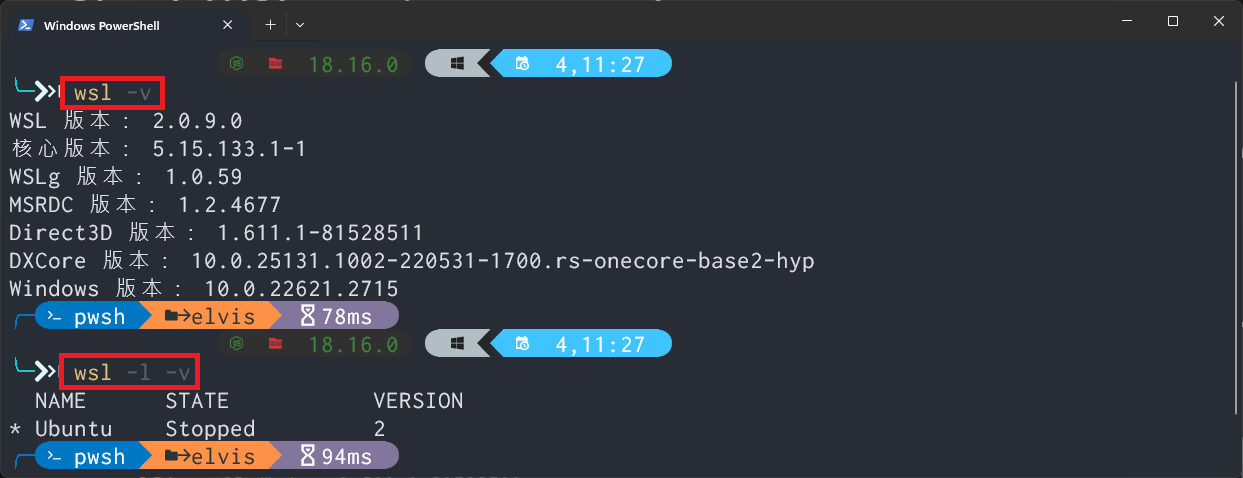 Windows PowerShell
18.16.0 4,11:27
wsl -v
WSL 版本： 2.0.9.0
核心版本： 5.15.133.1-1
WSLg 版本： 1.0.59
MSRDC 版本： 1.2.4677
Direct3D 版本： 1.611.1-81528511
DXCore 版本： 10.0.25131.1002-220531-1700.rs-onecore-base2-hyp
Windows 版本： 10.0.22621.2715
pwsh elvis 78ms
18.16.0 4,11:27
wsl -l -v
NAME STATE VERSION
* Ubuntu Stopped 2
pwsh elvis 94ms